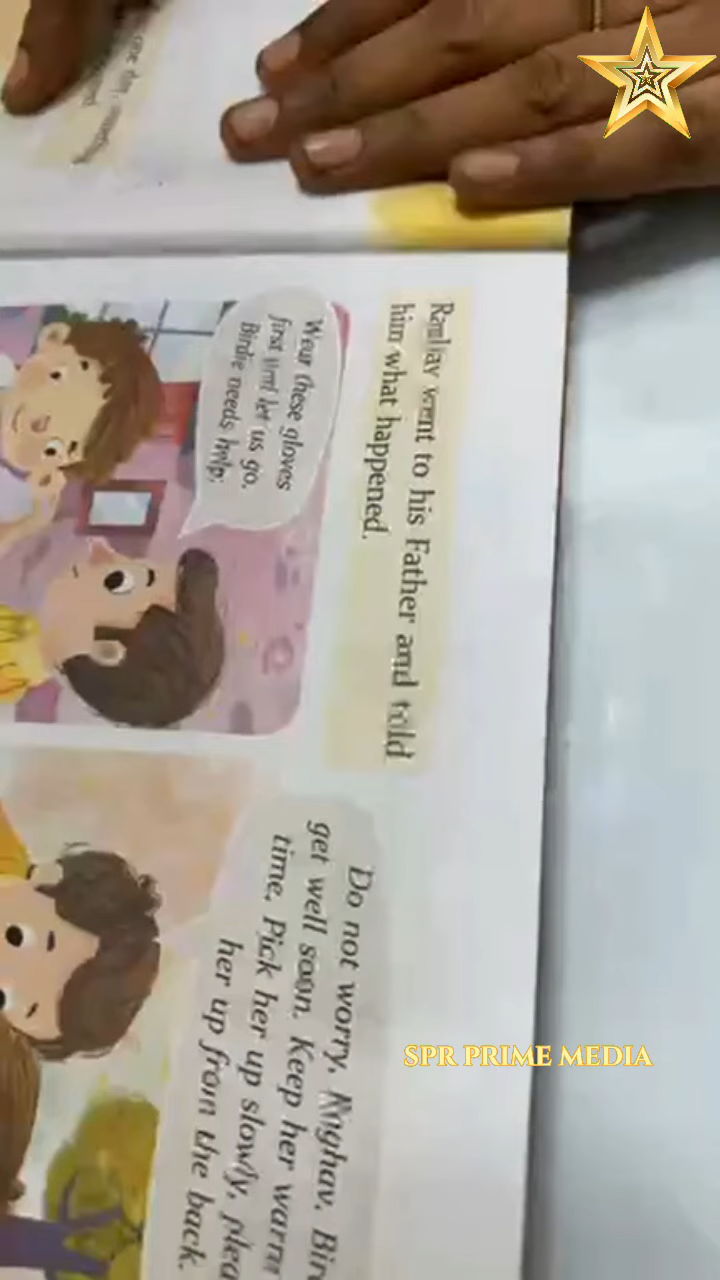 Raghav went to his Father and told
him what happened.
Wear these gloves
first and let us go.
Birdie needs help.
Do not worry, Raghav. Bir
get well soon. Keep her warm
time. Pick her up slowly, plea
her up from the back.
one day,
SPR PRIME MEDIA